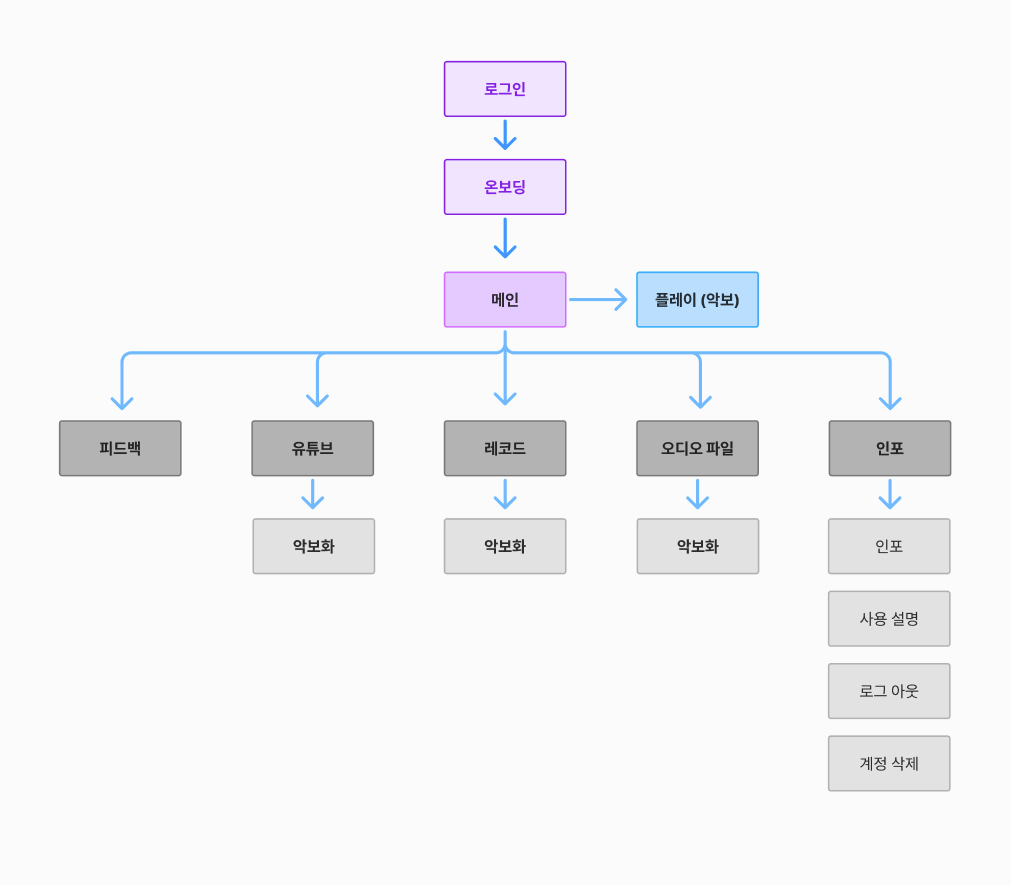 로그인
온보딩
메인
플레이 (악보)
피드백
유튜브
레코드
오디오 파일
인포
악보화
악보화
악보화
인포
사용 설명
로그 아웃
계정 삭제